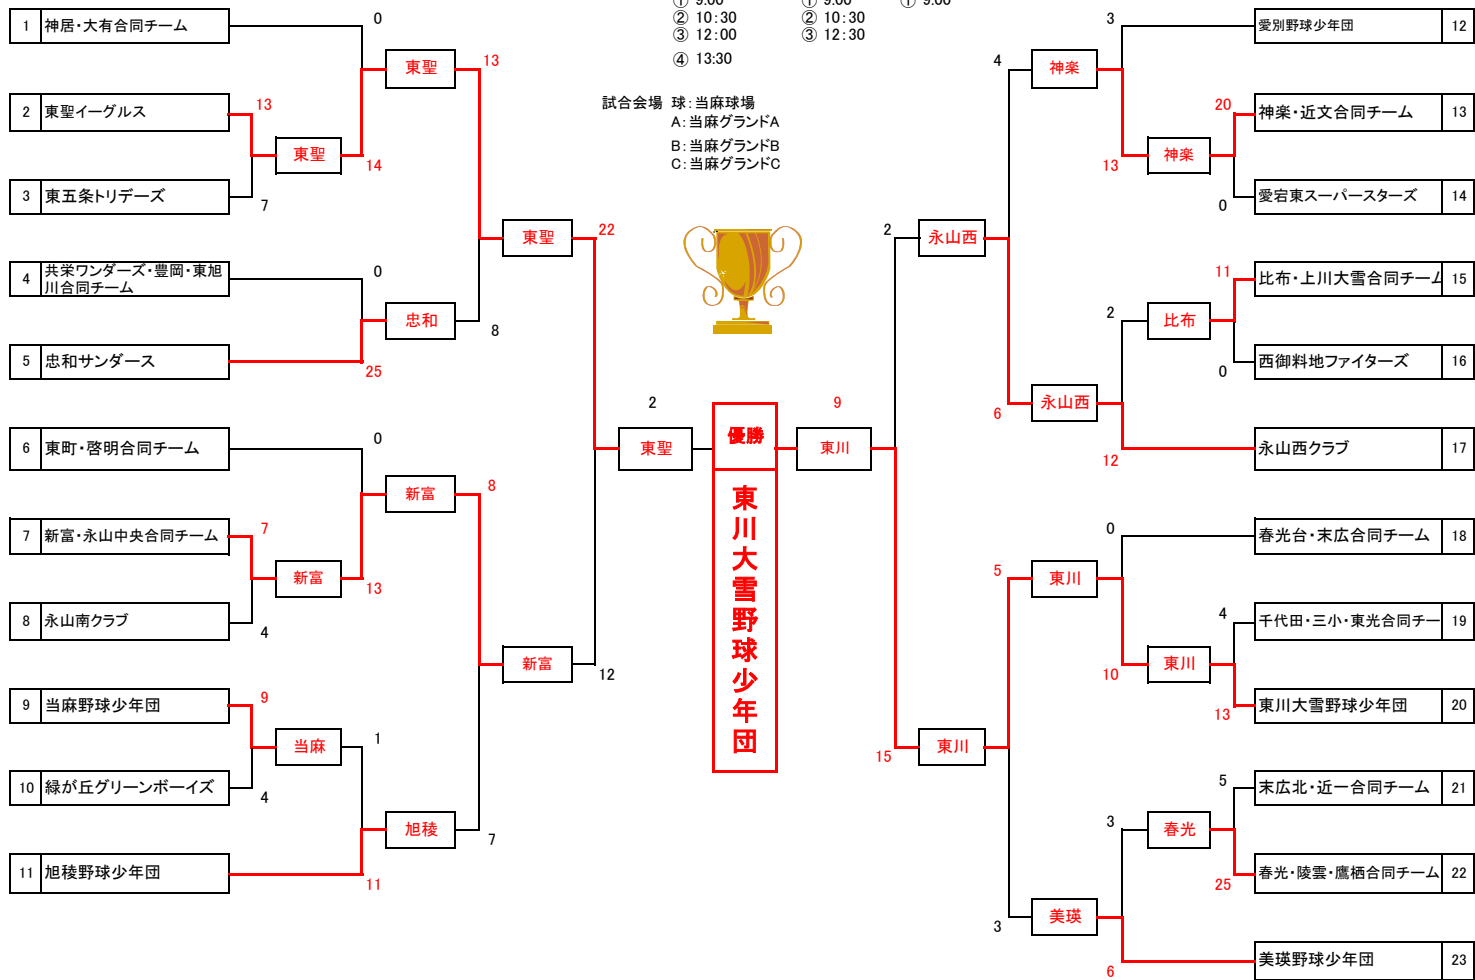 ① 9:00 ① 9:00 ① 9:00
② 10:30 ② 10:30
③ 12:00 ③ 12:30
④ 13:30
試合会場 球:当麻球場
A:当麻グランドA
B:当麻グランドB
C:当麻グランドC
1 神居・大有合同チーム
0
東聖
13
2 東聖イーグルス
13
東聖
14
3 東五条トリデーズ
7
東聖
22
4 共栄ワンダーズ・豊岡・東旭
川合同チーム
0
忠和
8
5 忠和サンダース
25
6 東町・啓明合同チーム
0
新富
8
7 新富・永山中央合同チーム
7
新富
13
8 永山南クラブ
4
新富
12
9 当麻野球少年団
9
当麻
1
10 緑が丘グリーンボーイズ
4
旭稜
7
11 旭稜野球少年団
11
2
東聖
優勝
東川大雪野球少年団
9
東川
3
愛別野球少年団 12
4
神楽
20
神楽・近文合同チーム 13
13
神楽
0
愛宕東スーパースターズ 14
2
永山西
11
比布・上川大雪合同チーム 15
2
比布
0
西御料地ファイターズ 16
6
永山西
12
永山西クラブ 17
0
春光台・末広合同チーム 18
5
東川
4
千代田・三小・東光合同チー 19
10
東川
13
東川大雪野球少年団 20
15
東川
5
末広北・近一合同チーム 21
3
春光
25
春光・陵雲・鷹栖合同チーム 22
3
美瑛
6
美瑛野球少年団 23